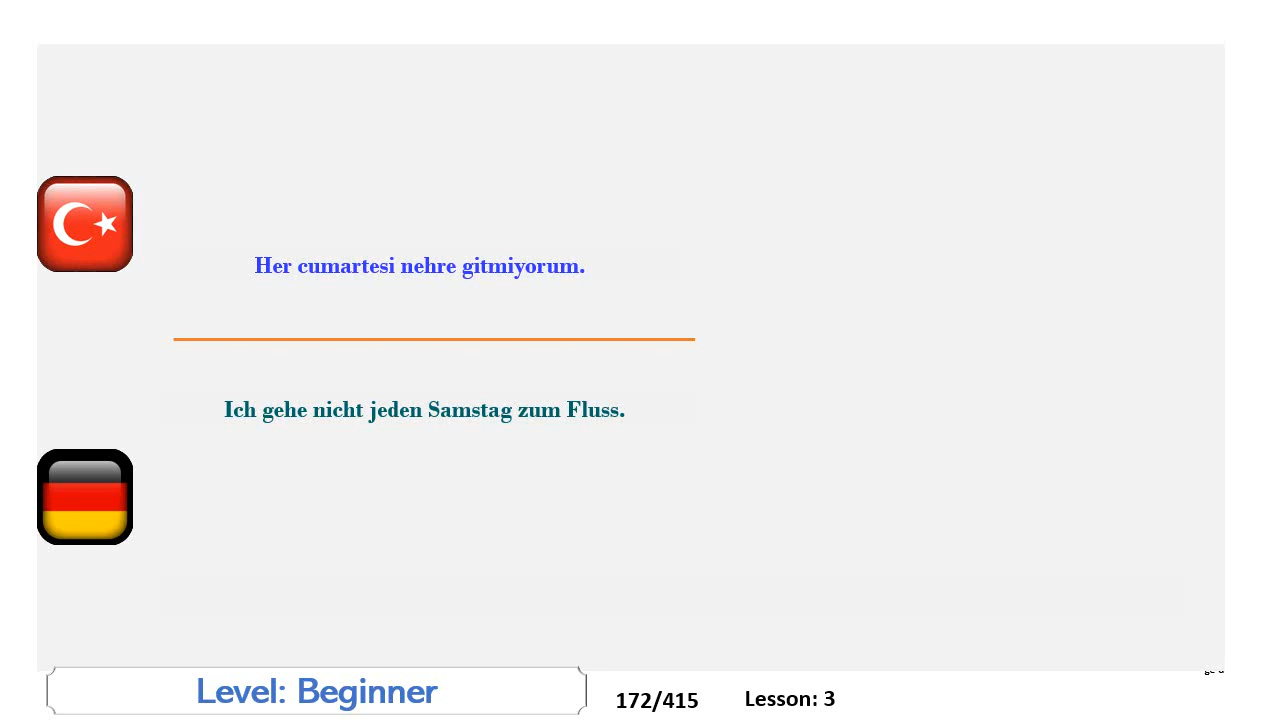 Her cumartesi nehre gitmiyorum.
Ich gehe nicht jeden Samstag zum Fluss.
Level: Beginner
172/415
Lesson: 3